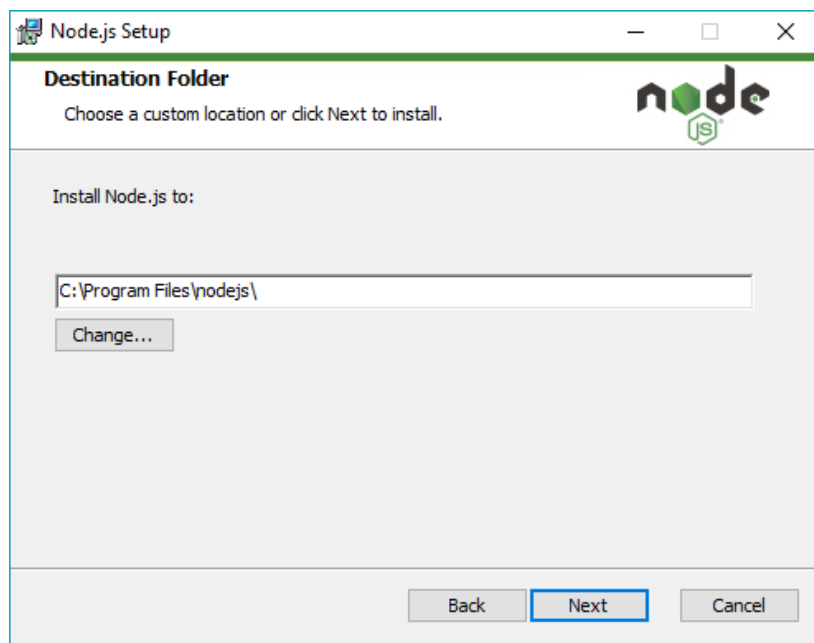 Node.js Setup
Destination Folder
Choose a custom location or click Next to install.
node
JS
Install Node.js to:
C:\Program Files\nodejs\
Change...
Back Next Cancel